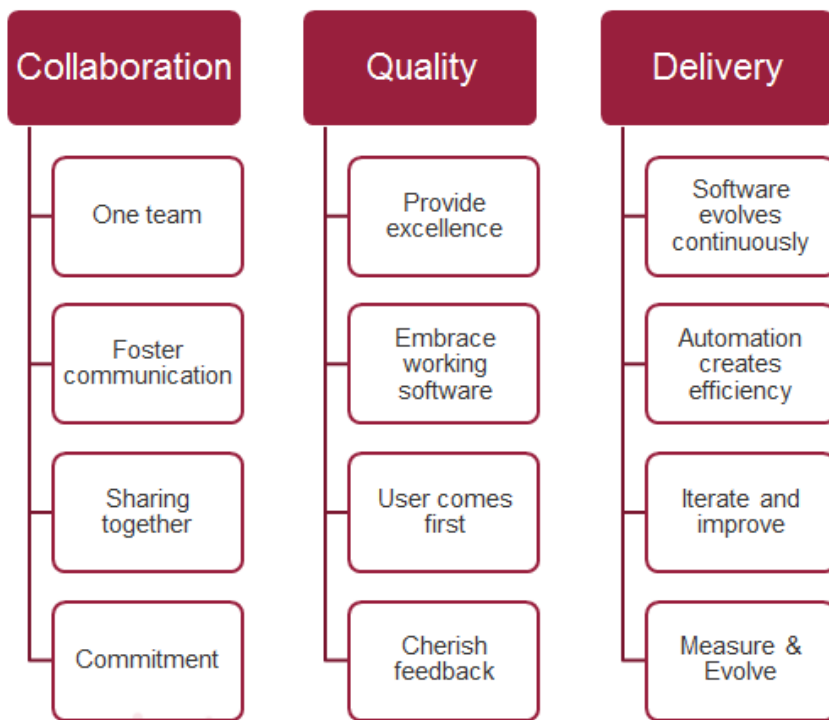 Collaboration
One team
Foster
communication
Sharing
together
Commitment
Quality
Provide
excellence
Embrace
working
software
User comes
first
Cherish
feedback
Delivery
Software
evolves
continuously
Automation
creates
efficiency
Iterate and
improve
Measure &
Evolve